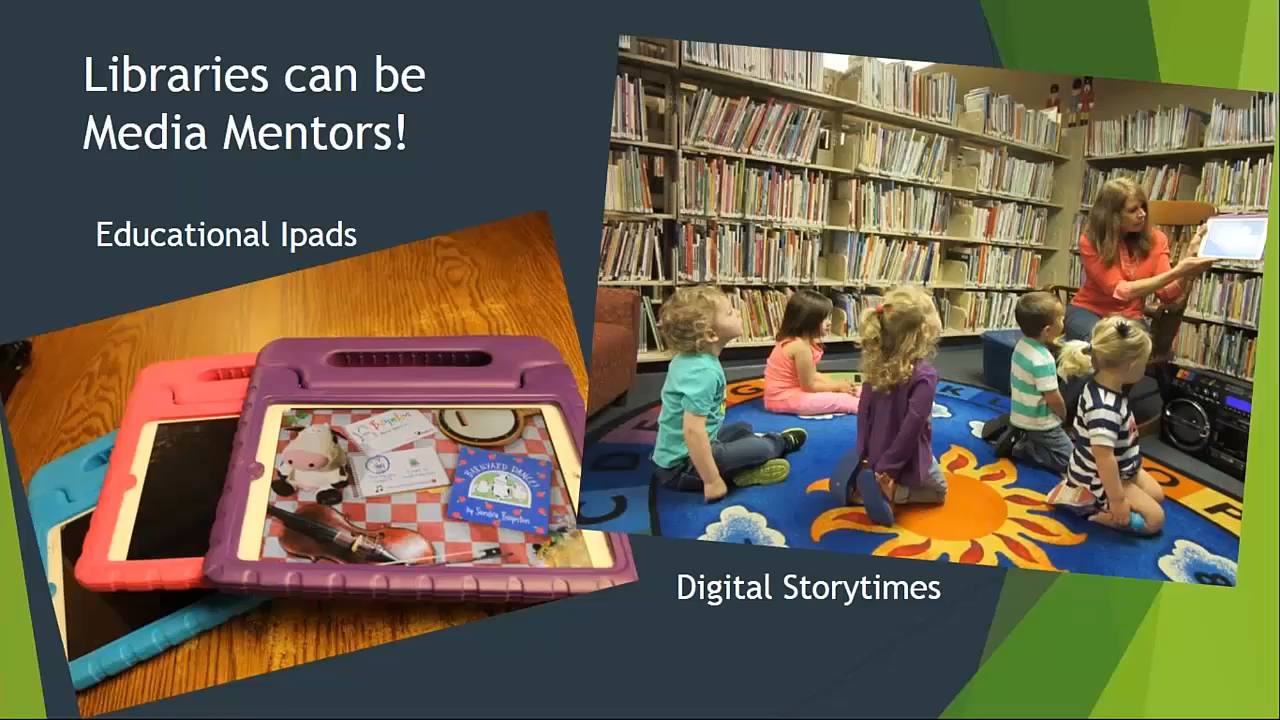 Libraries can be
Media Mentors!
Educational Ipads
BARNYARD DANCE!
by Sandra Boynton
Digital Storytimes